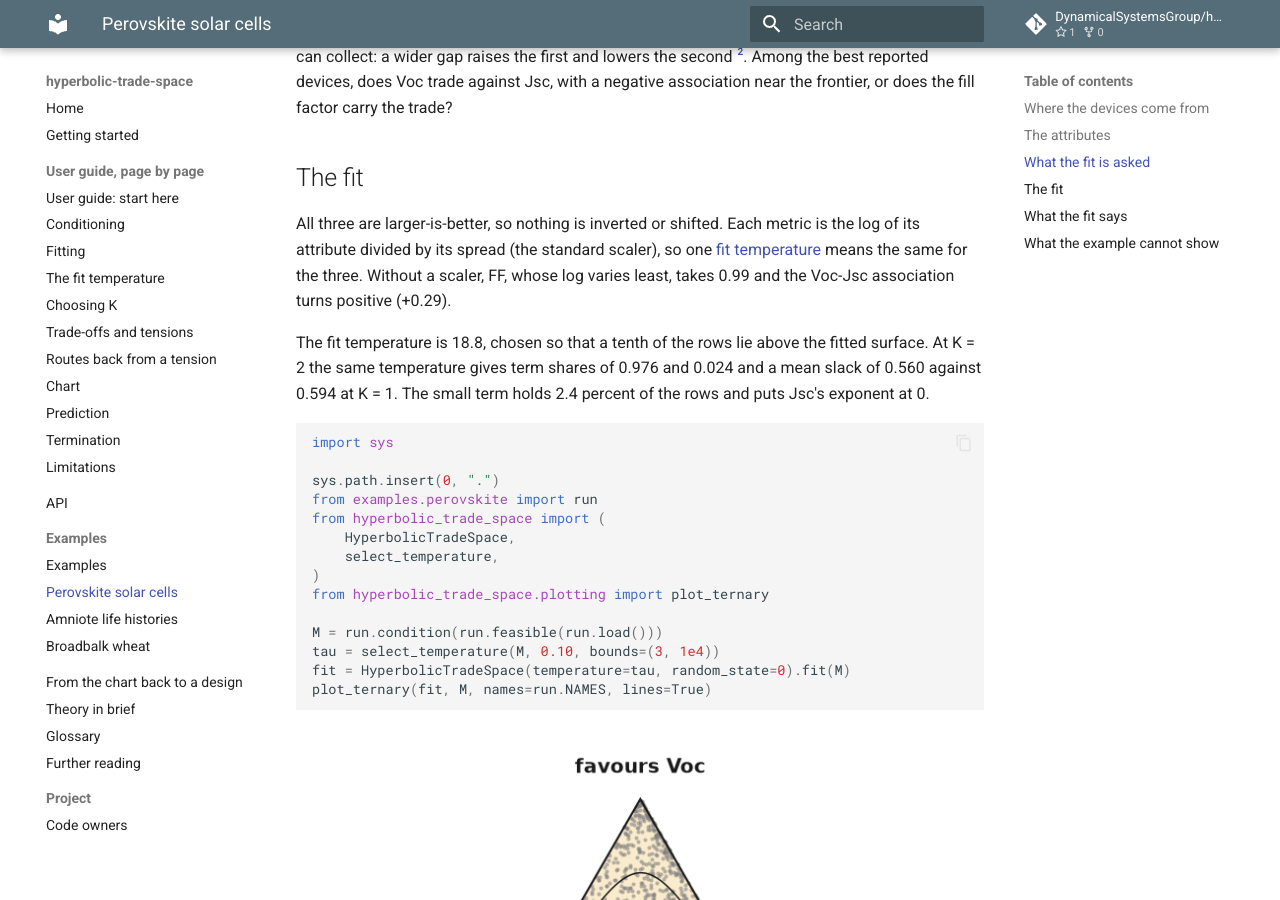 Perovskite solar cells
Search
DynamicalSystemsGroup/h...
1 0
hyperbolic-trade-space
Home
Getting started
User guide, page by page
User guide: start here
Conditioning
Fitting
The fit temperature
Choosing K
Trade-offs and tensions
Routes back from a tension
Chart
Prediction
Termination
Limitations
API
Examples
Examples
Perovskite solar cells
Amniote life histories
Broadbalk wheat
From the chart back to a design
Theory in brief
Glossary
Further reading
Project
Code owners
can collect: a wider gap raises the first and lowers the second 2. Among the best reported
devices, does Voc trade against Jsc, with a negative association near the frontier, or does the fill
factor carry the trade?
The fit
All three are larger-is-better, so nothing is inverted or shifted. Each metric is the log of its
attribute divided by its spread (the standard scaler), so one fit temperature means the same for
the three. Without a scaler, FF, whose log varies least, takes 0.99 and the Voc-Jsc association
turns positive (+0.29).
The fit temperature is 18.8, chosen so that a tenth of the rows lie above the fitted surface. At K =
2 the same temperature gives term shares of 0.976 and 0.024 and a mean slack of 0.560 against
0.594 at K = 1. The small term holds 2.4 percent of the rows and puts Jsc's exponent at 0.
import sys
sys.path.insert(0, ".")
from examples.perovskite import run
from hyperbolic_trade_space import (
    HyperbolicTradeSpace,
    select_temperature,
)
from hyperbolic_trade_space.plotting import plot_ternary
M = run.condition(run.feasible(run.load()))
tau = select_temperature(M, 0.10, bounds=(3, 1e4))
fit = HyperbolicTradeSpace(temperature=tau, random_state=0).fit(M)
plot_ternary(fit, M, names=run.NAMES, lines=True)
favours Voc
Table of contents
Where the devices come from
The attributes
What the fit is asked
The fit
What the fit says
What the example cannot show